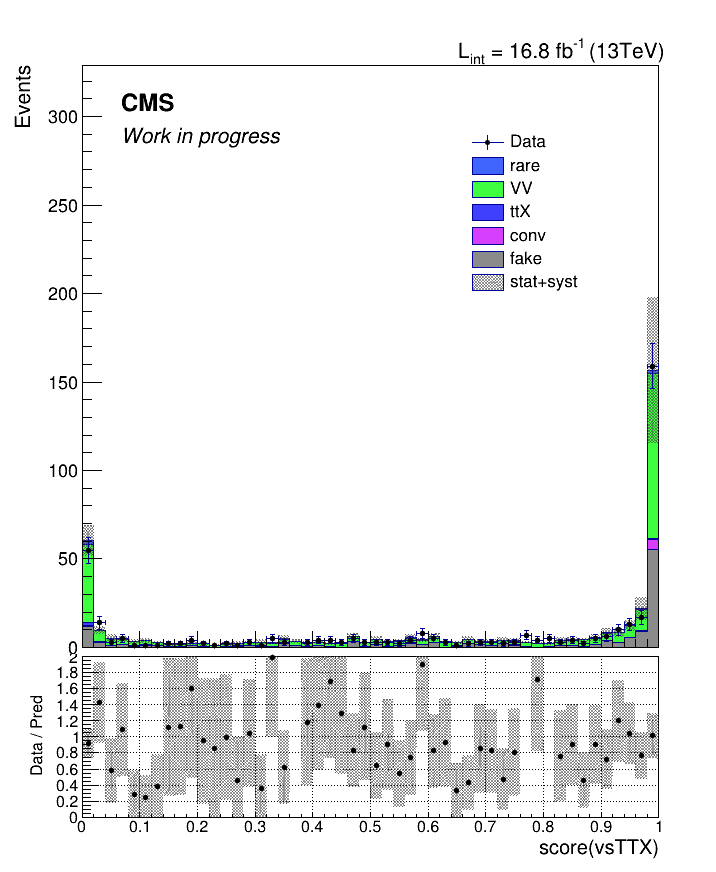 L_int = 16.8 fb^-1 (13TeV)
Events
CMS
Work in progress
Data
rare
VV
ttX
conv
fake
stat+syst
300
250
200
150
100
50
0
Data / Pred
2
1.8
1.6
1.4
1.2
1
0.8
0.6
0.4
0.2
0
0 0.1 0.2 0.3 0.4 0.5 0.6 0.7 0.8 0.9 1
score(vsTTX)